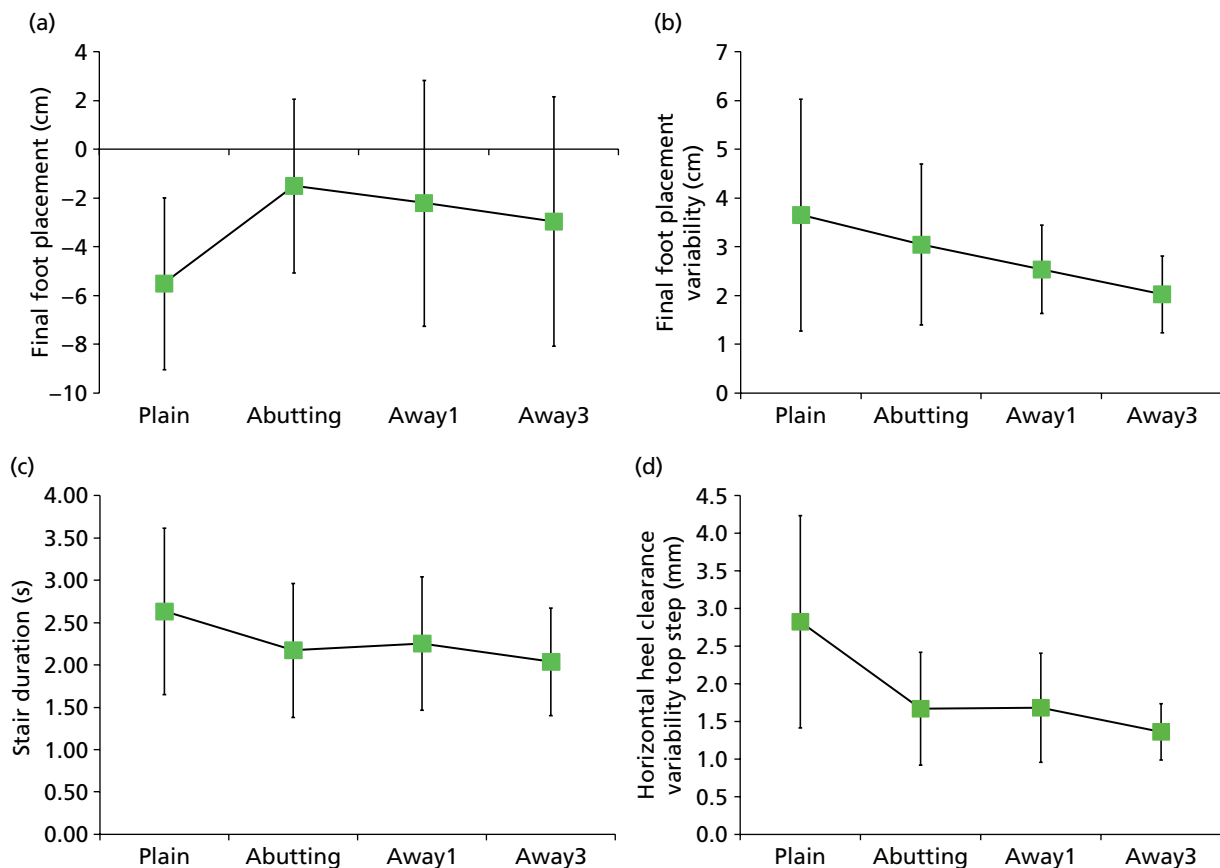 (a)
Final foot placement (cm)
4
2
0
−2
−4
−6
−8
−10
Plain Abutting Away1 Away3
(b)
Final foot placement
variability (cm)
7
6
5
4
3
2
1
0
Plain Abutting Away1 Away3
(c)
Stair duration (s)
4.00
3.50
3.00
2.50
2.00
1.50
1.00
0.50
0.00
Plain Abutting Away1 Away3
(d)
Horizontal heel clearance
variability top step (mm)
4.5
4.0
3.5
3.0
2.5
2.0
1.5
1.0
0.5
0.0
Plain Abutting Away1 Away3